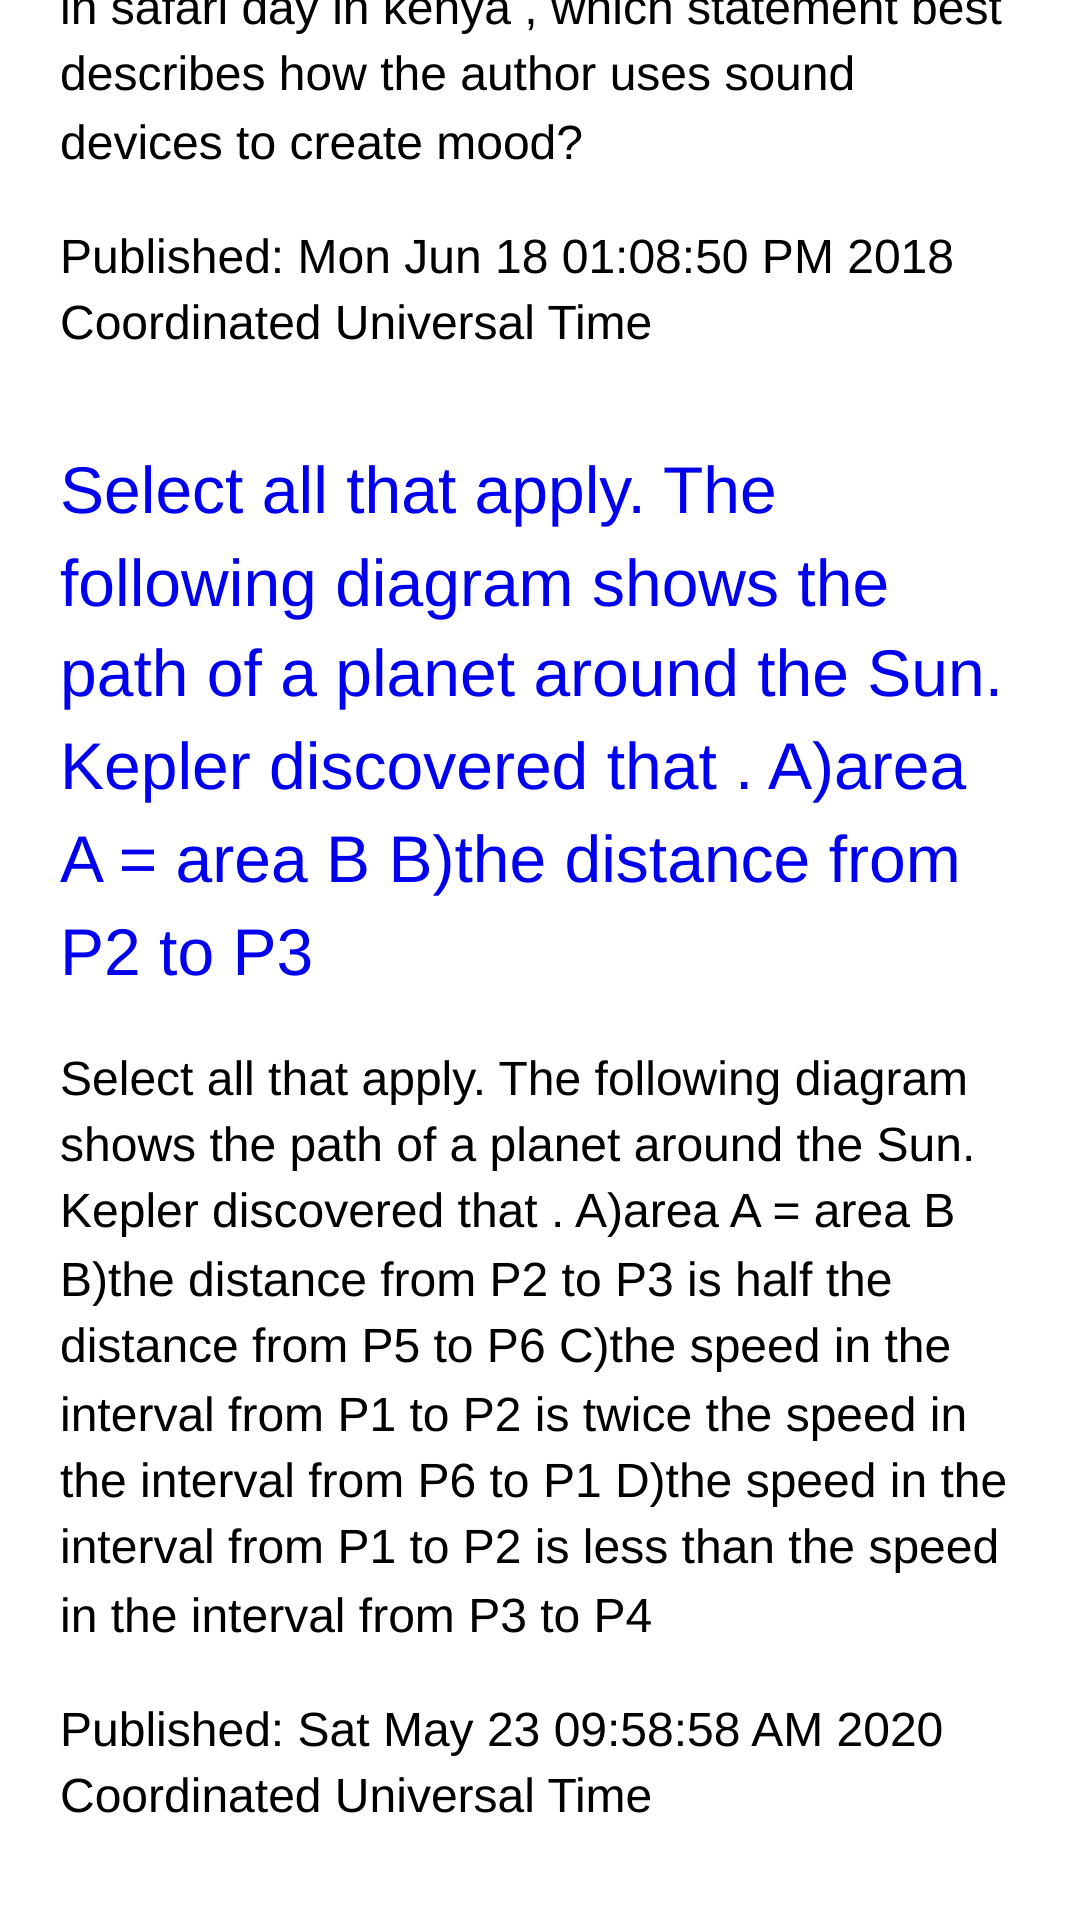 in safari day in kenya , which statement best
describes how the author uses sound
devices to create mood?
Published: Mon Jun 18 01:08:50 PM 2018
Coordinated Universal Time
Select all that apply. The
following diagram shows the
path of a planet around the Sun.
Kepler discovered that . A)area
A = area B B)the distance from
P2 to P3
Select all that apply. The following diagram
shows the path of a planet around the Sun.
Kepler discovered that . A)area A = area B
B)the distance from P2 to P3 is half the
distance from P5 to P6 C)the speed in the
interval from P1 to P2 is twice the speed in
the interval from P6 to P1 D)the speed in the
interval from P1 to P2 is less than the speed
in the interval from P3 to P4
Published: Sat May 23 09:58:58 AM 2020
Coordinated Universal Time